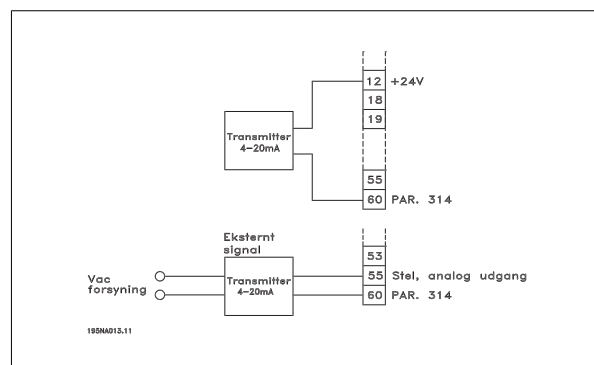 12 +24V
18
19
Transmitter
4-20mA
55
60 PAR. 314
Eksternt
signal
53
Vac
forsyning
Transmitter
4-20mA
55 Stel, analog udgang
60 PAR. 314
195NA013.11